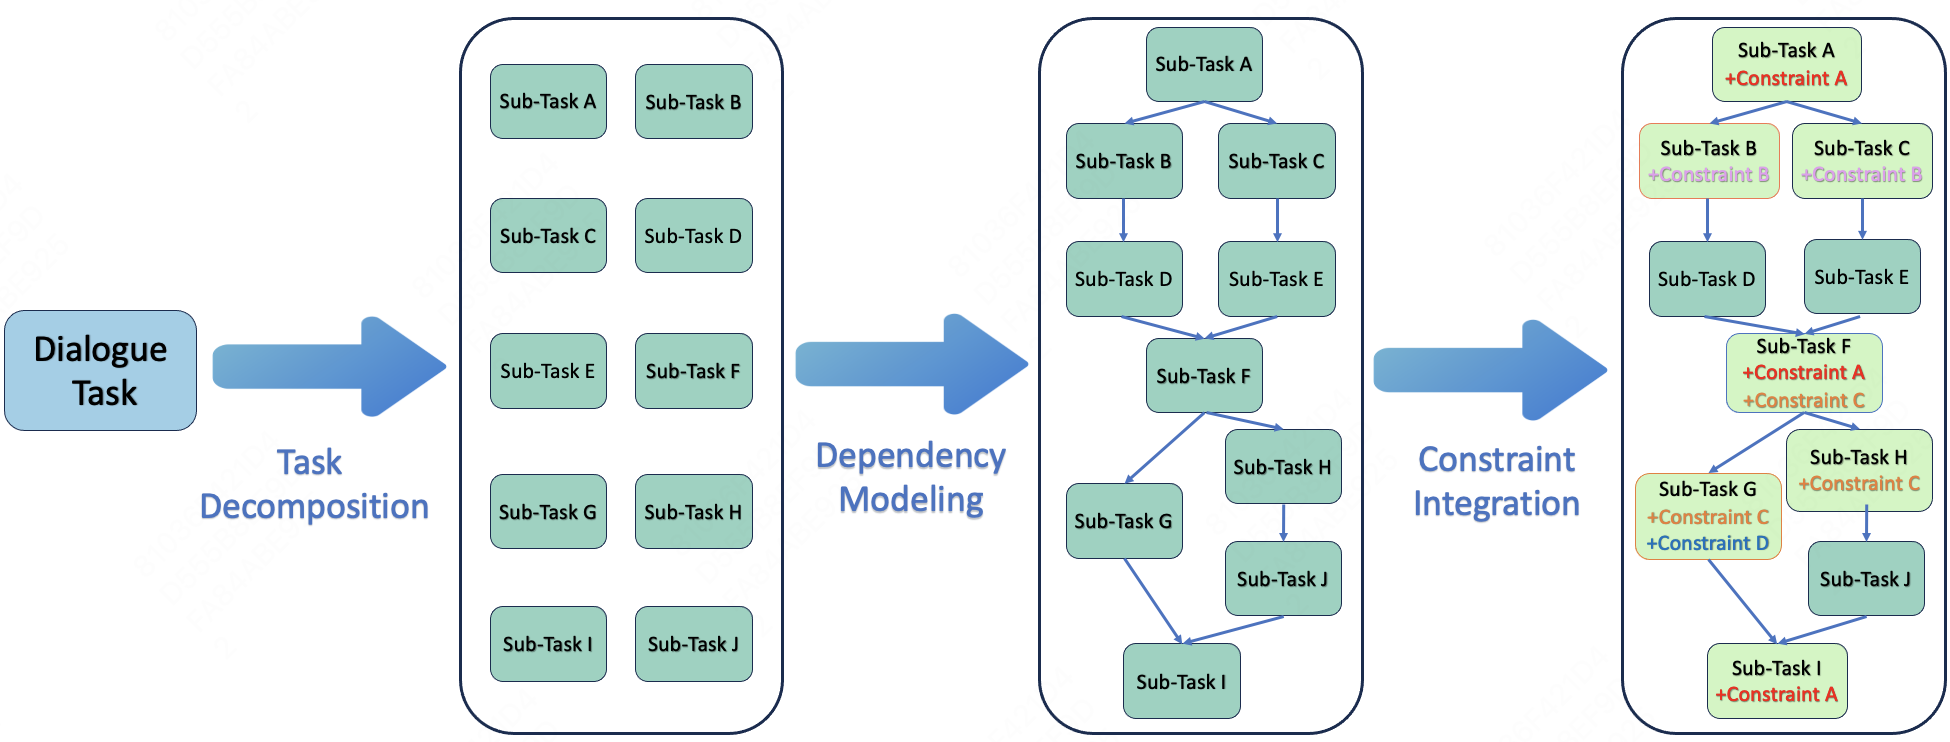 Dialogue
Task
Task
Decomposition
Sub-Task A
Sub-Task B
Sub-Task C
Sub-Task D
Sub-Task E
Sub-Task F
Sub-Task G
Sub-Task H
Sub-Task I
Sub-Task J
Dependency
Modeling
Sub-Task A
Sub-Task B
Sub-Task C
Sub-Task D
Sub-Task E
Sub-Task F
Sub-Task H
Sub-Task G
Sub-Task J
Sub-Task I
Constraint
Integration
Sub-Task A
+Constraint A
Sub-Task B
+Constraint B
Sub-Task C
+Constraint B
Sub-Task D
Sub-Task E
Sub-Task F
+Constraint A
+Constraint C
Sub-Task H
+Constraint C
Sub-Task G
+Constraint C
+Constraint D
Sub-Task J
Sub-Task I
+Constraint A